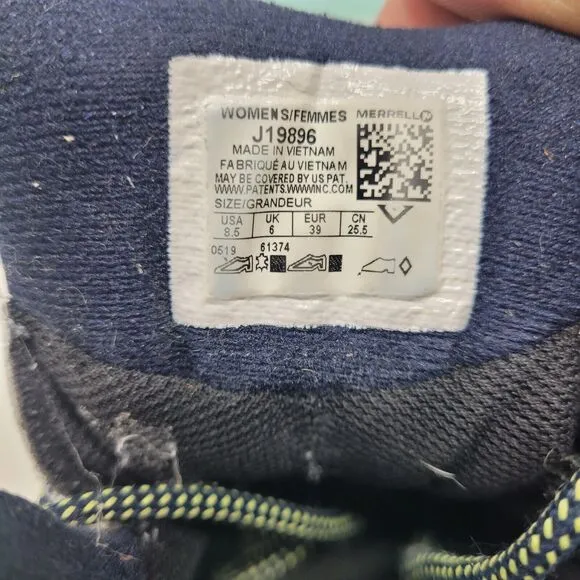 WOMENS/FEMMES MERRELL
J19896
MADE IN VIETNAM
FABRIQUÉ AU VIETNAM
MAY BE COVERED BY US PAT.
WWW.PATENTS.WWWINC.COM
SIZE/GRANDEUR
USA UK EUR CN
8.5 6 39 25.5
0519 61374